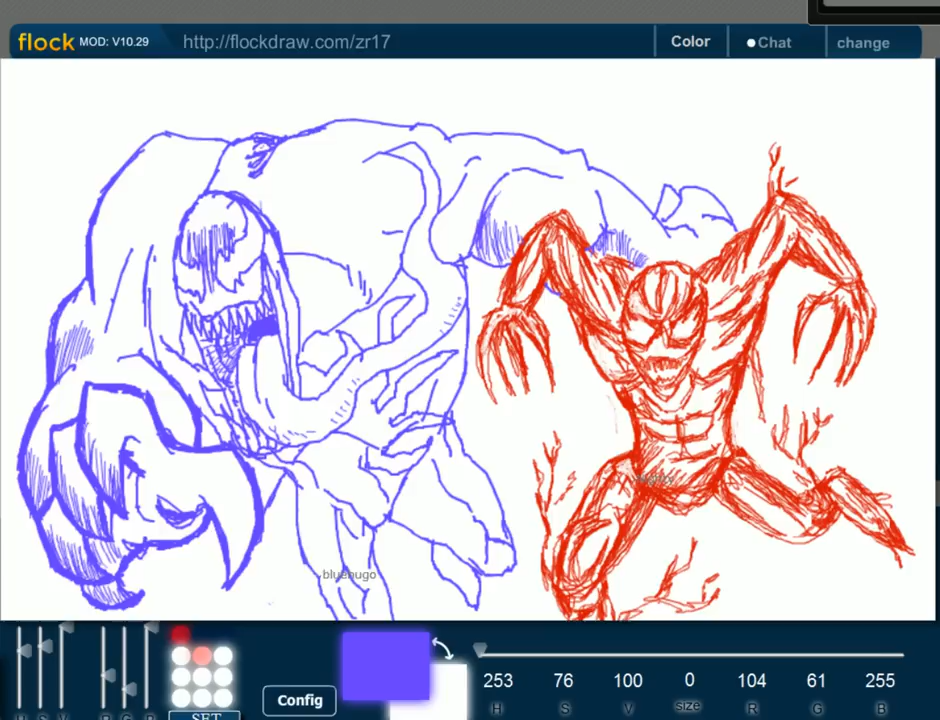 flock MOD: V10.29 http://flockdraw.com/zr17 Color Chat change
bluehugo
Config
253 76 100 0 104 61 255
H S V size R G B
H S V R G B SET